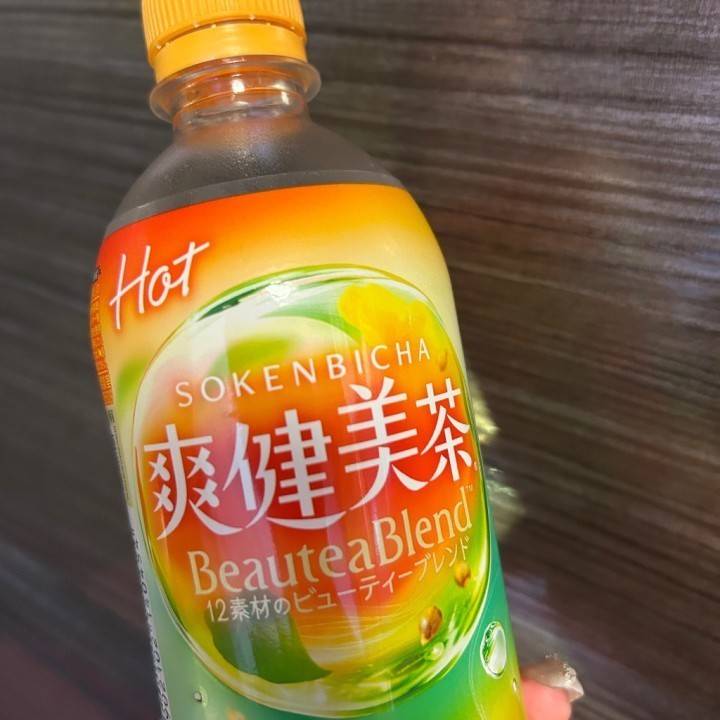 Hot
SOKENBICHA
爽健美茶
BeauteaBlend™
12素材のビューティーブレンド